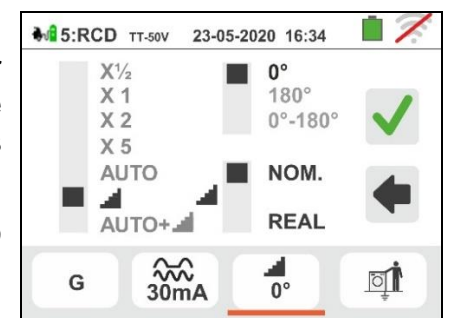 5:RCD TT-50V 23-05-2020 16:34
X½ 0°
X 1 180°
X 2 0°-180°
X 5
AUTO NOM.
AUTO+ REAL
G 30mA 0°